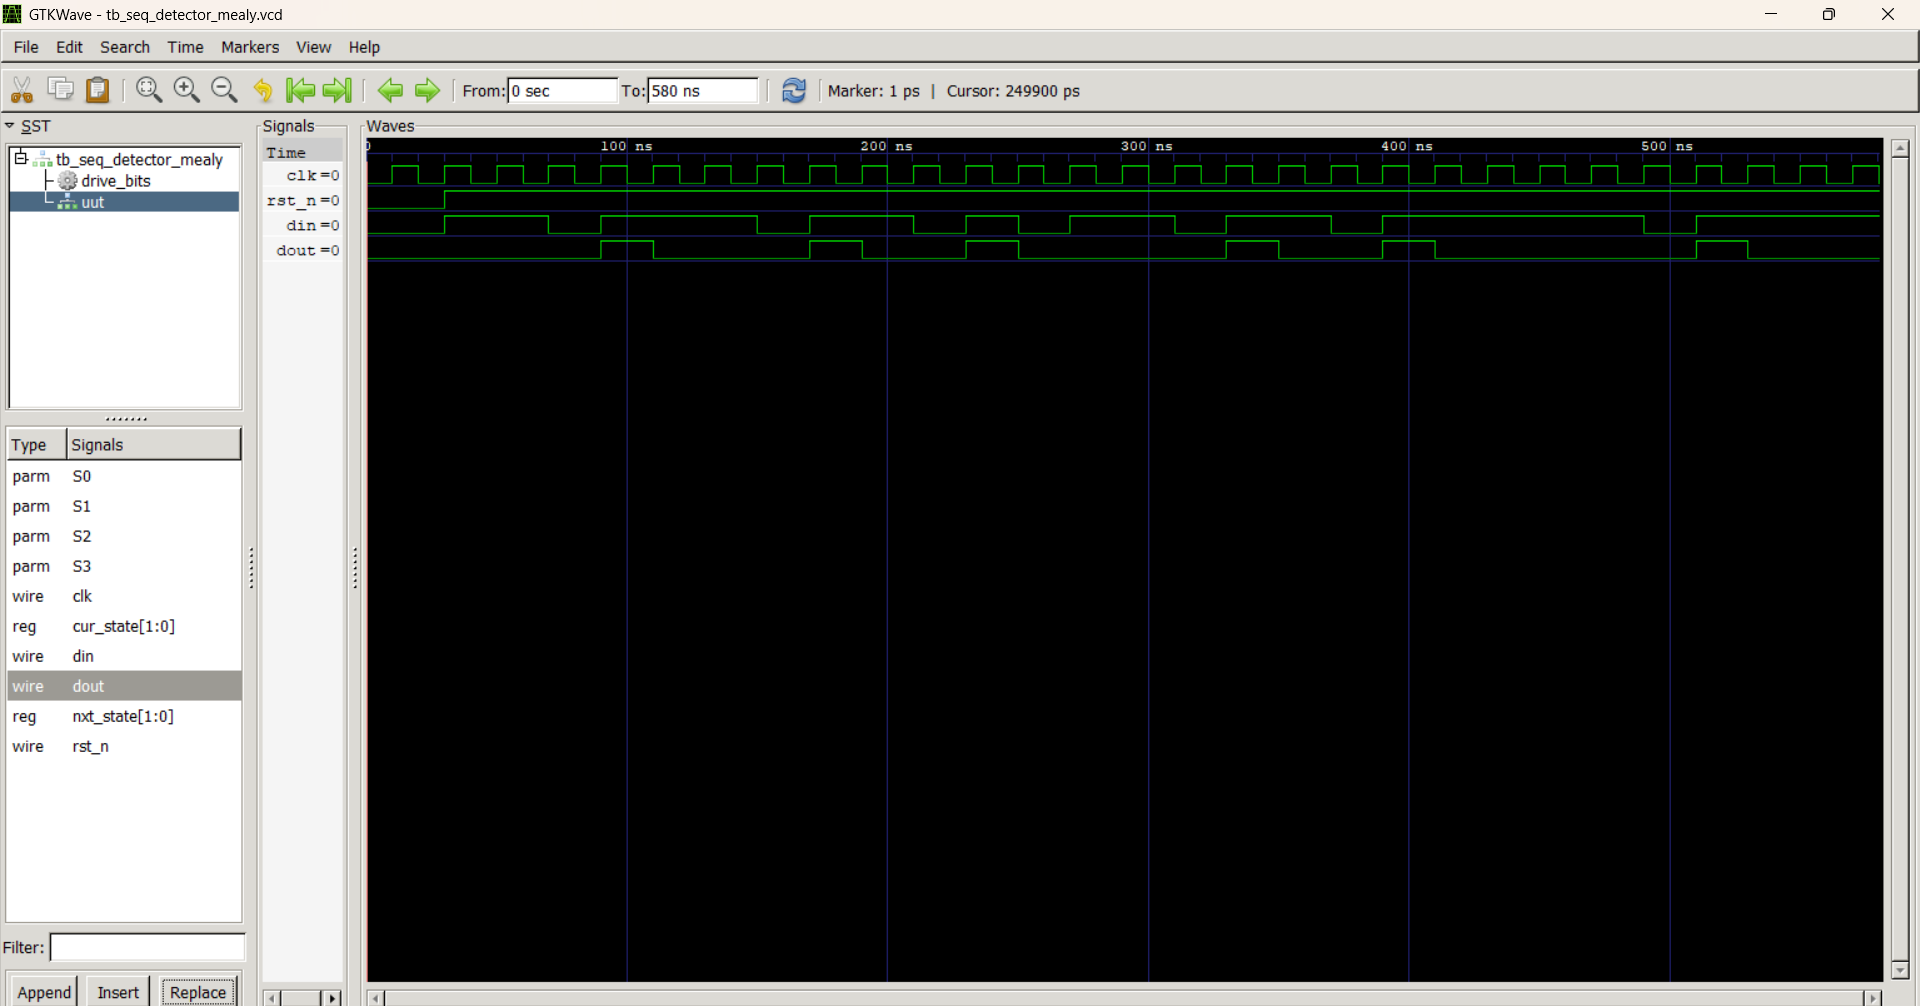 GTKWave - tb_seq_detector_mealy.vcd
File Edit Search Time Markers View Help
From: 0 sec To: 580 ns Marker: 1 ps | Cursor: 249900 ps
SST
tb_seq_detector_mealy
drive_bits
uut
Type Signals
parm S0
parm S1
parm S2
parm S3
wire clk
reg cur_state[1:0]
wire din
wire dout
reg nxt_state[1:0]
wire rst_n
Filter:
Append Insert Replace
Signals
Time
clk=0
rst_n=0
din=0
dout=0
Waves
0 100 ns 200 ns 300 ns 400 ns 500 ns